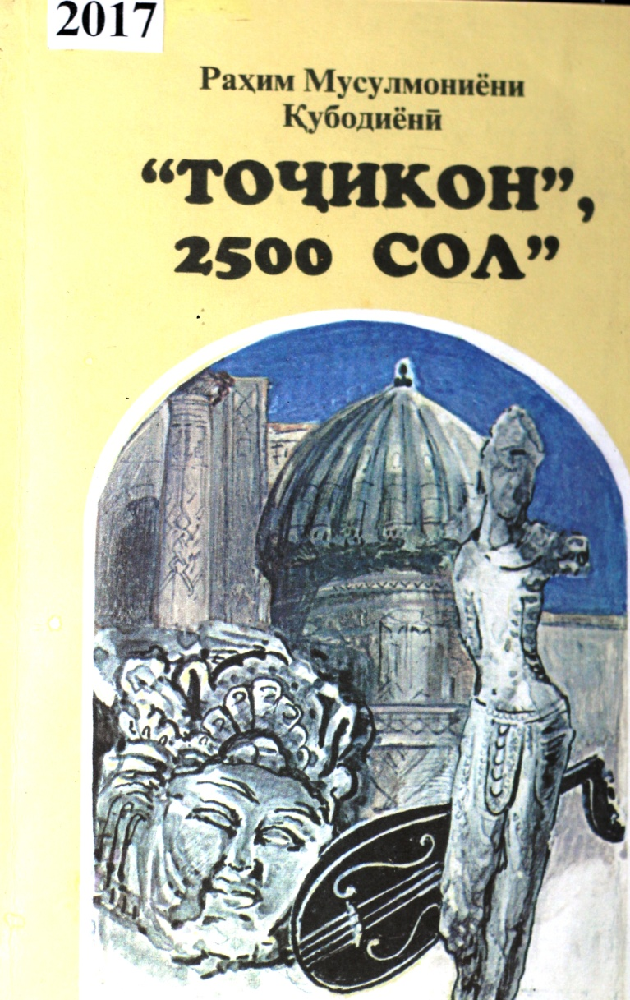 2017
Раҳим Мусулмониёни
Қубодиёнӣ
“ТОҶИКОН”,
2500 СОЛ”